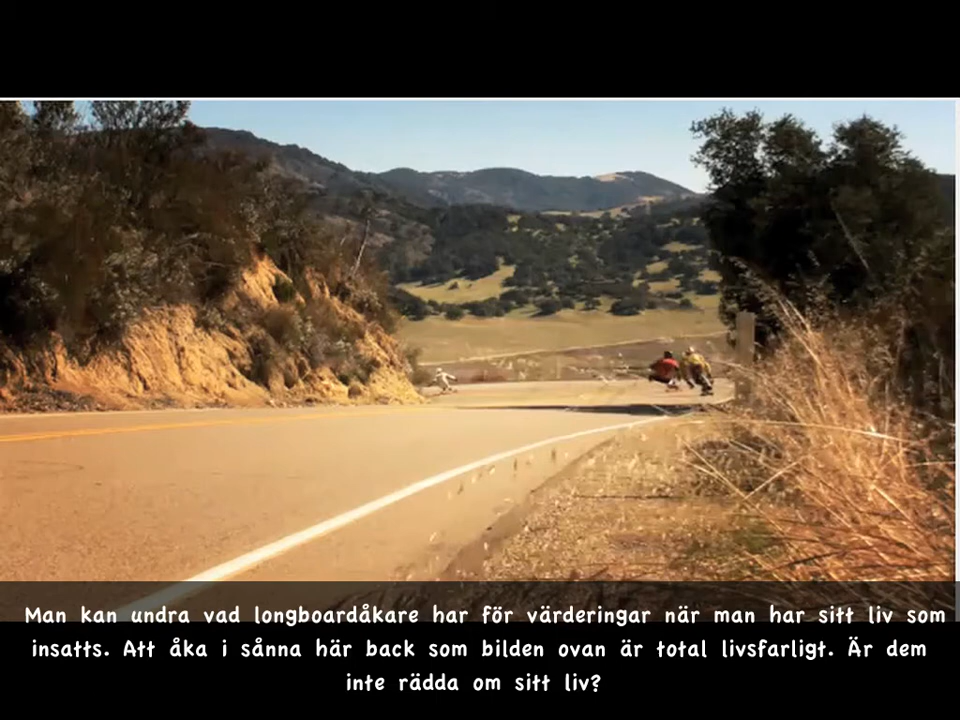 Man kan undra vad longboardåkare har för värderingar när man har sitt liv som
insatts. Att åka i sånna här back som bilden ovan är total livsfarligt. Är dem
inte rädda om sitt liv?